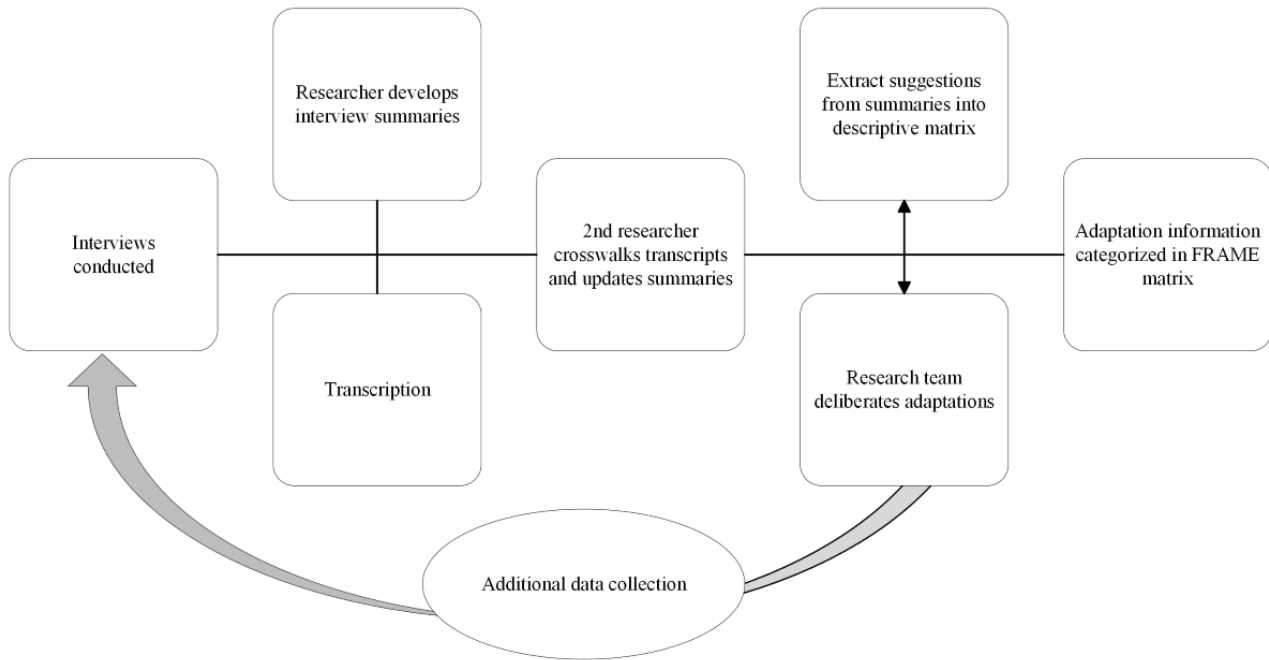 Interviews
conducted
Researcher develops
interview summaries
Transcription
2nd researcher
crosswalks transcripts
and updates summaries
Extract suggestions
from summaries into
descriptive matrix
Research team
deliberates adaptations
Adaptation information
categorized in FRAME
matrix
Additional data collection